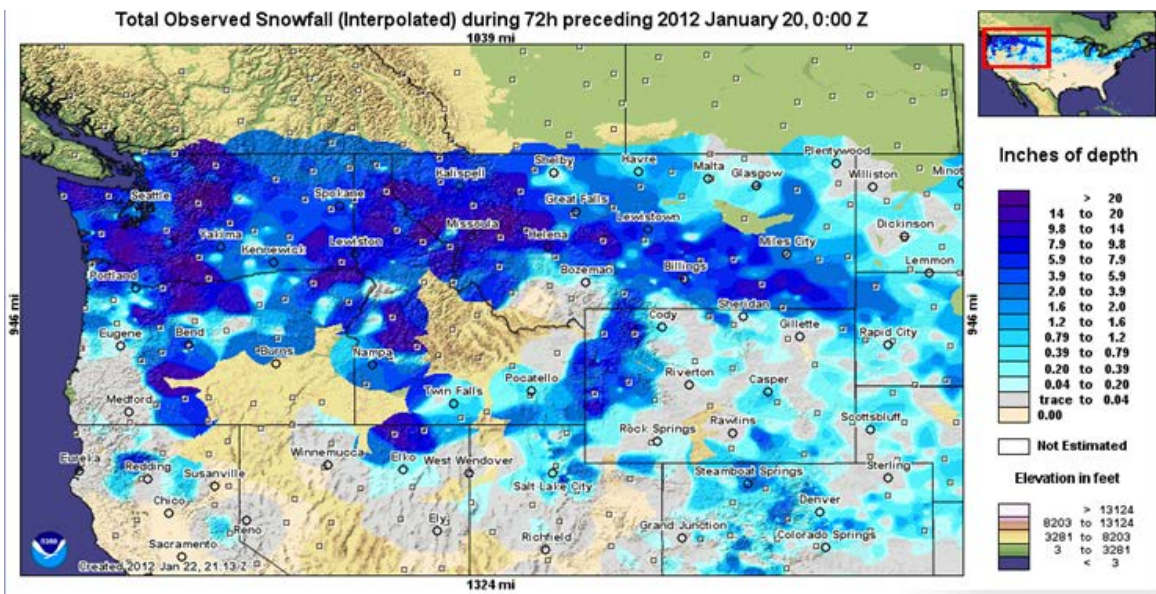 Total Observed Snowfall (Interpolated) during 72h preceding 2012 January 20, 0:00 Z
1039 mi
946 mi
Seattle
Spokane
Kalispell
Shelby
Havre
Malta
Glasgow
Plentywood
Williston
Minot
Great Falls
Yakima
Kennewick
Lewiston
Missoula
Helena
Lewistown
Miles City
Dickinson
Portland
Bozeman
Billings
Lemmon
Eugene
Bend
Burns
Nampa
Cody
Sheridan
Gillette
Rapid City
Medford
Twin Falls
Pocatello
Riverton
Casper
Eureka
Redding
Susanville
Winnemucca
Elko
West Wendover
Rock Springs
Rawlins
Scottsbluff
Chico
Reno
Salt Lake City
Steamboat Springs
Sterling
Sacramento
Ely
Richfield
Grand Junction
Denver
Colorado Springs
946 mi
NOAA
Created 2012 Jan 22, 21:13 Z
1324 mi
Inches of depth
> 20
14 to 20
9.8 to 14
7.9 to 9.8
5.9 to 7.9
3.9 to 5.9
2.0 to 3.9
1.6 to 2.0
1.2 to 1.6
0.79 to 1.2
0.39 to 0.79
0.20 to 0.39
0.04 to 0.20
trace to 0.04
0.00
Not Estimated
Elevation in feet
> 13124
8203 to 13124
3281 to 8203
3 to 3281
< 3